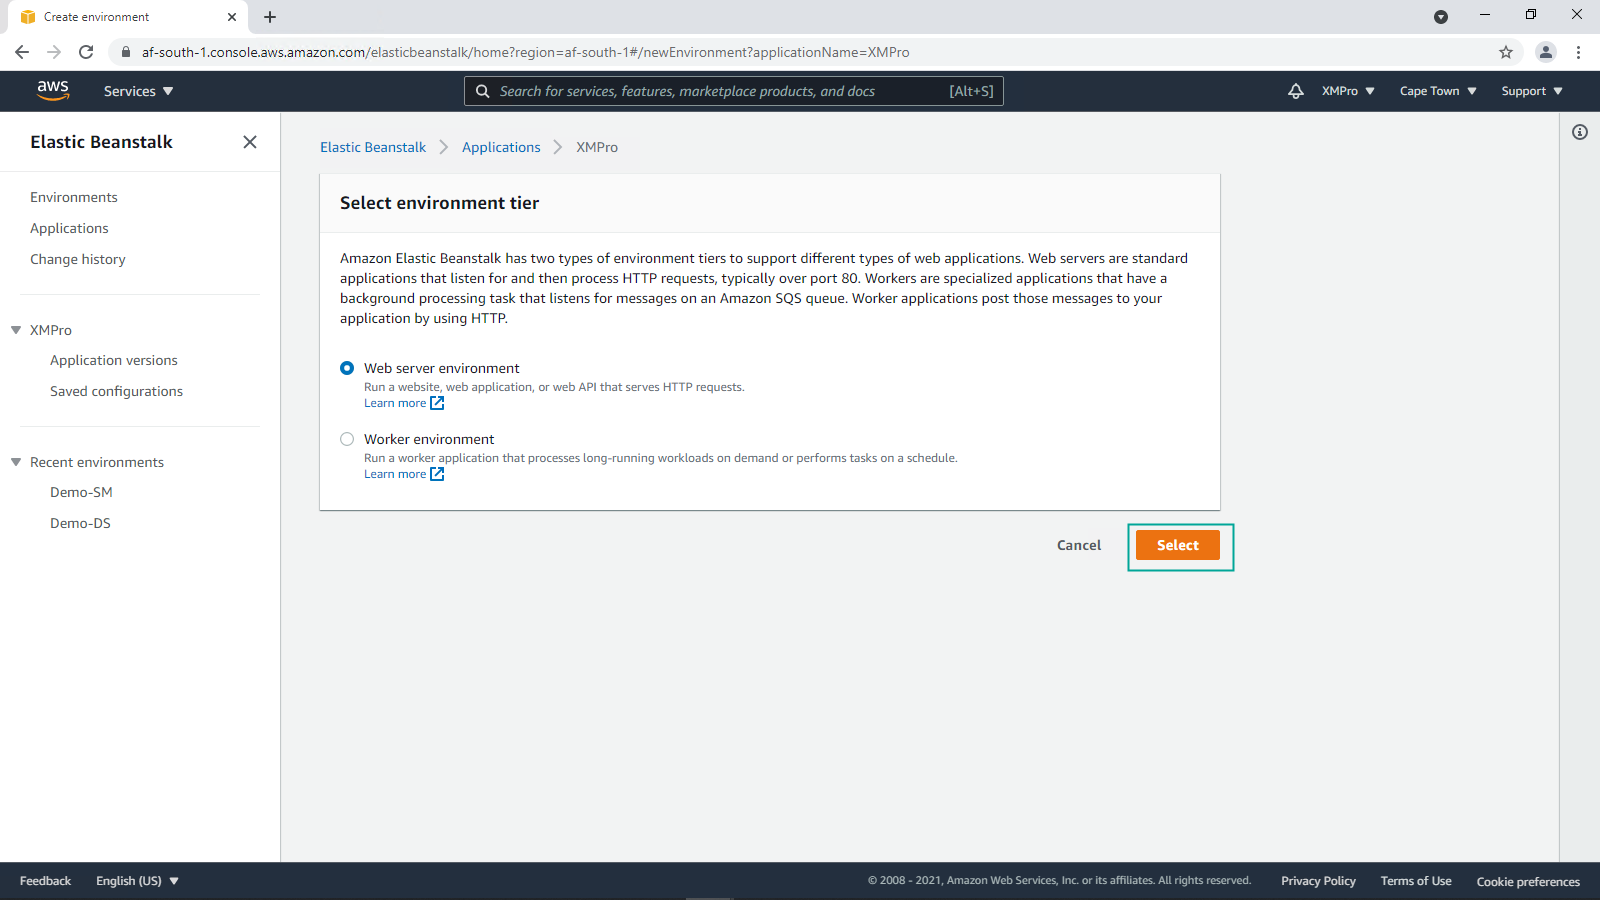 Create environment
af-south-1.console.aws.amazon.com/elasticbeanstalk/home?region=af-south-1#/newEnvironment?applicationName=XMPro
aws
Services
Search for services, features, marketplace products, and docs [Alt+S]
XMPro
Cape Town
Support
Elastic Beanstalk
Environments
Applications
Change history
XMPro
Application versions
Saved configurations
Recent environments
Demo-SM
Demo-DS
Elastic Beanstalk
Applications
XMPro
Select environment tier
Amazon Elastic Beanstalk has two types of environment tiers to support different types of web applications. Web servers are standard
applications that listen for and then process HTTP requests, typically over port 80. Workers are specialized applications that have a
background processing task that listens for messages on an Amazon SQS queue. Worker applications post those messages to your
application by using HTTP.
Web server environment
Run a website, web application, or web API that serves HTTP requests.
Learn more
Worker environment
Run a worker application that processes long-running workloads on demand or performs tasks on a schedule.
Learn more
Cancel
Select
Feedback
English (US)
© 2008 - 2021, Amazon Web Services, Inc. or its affiliates. All rights reserved.
Privacy Policy
Terms of Use
Cookie preferences